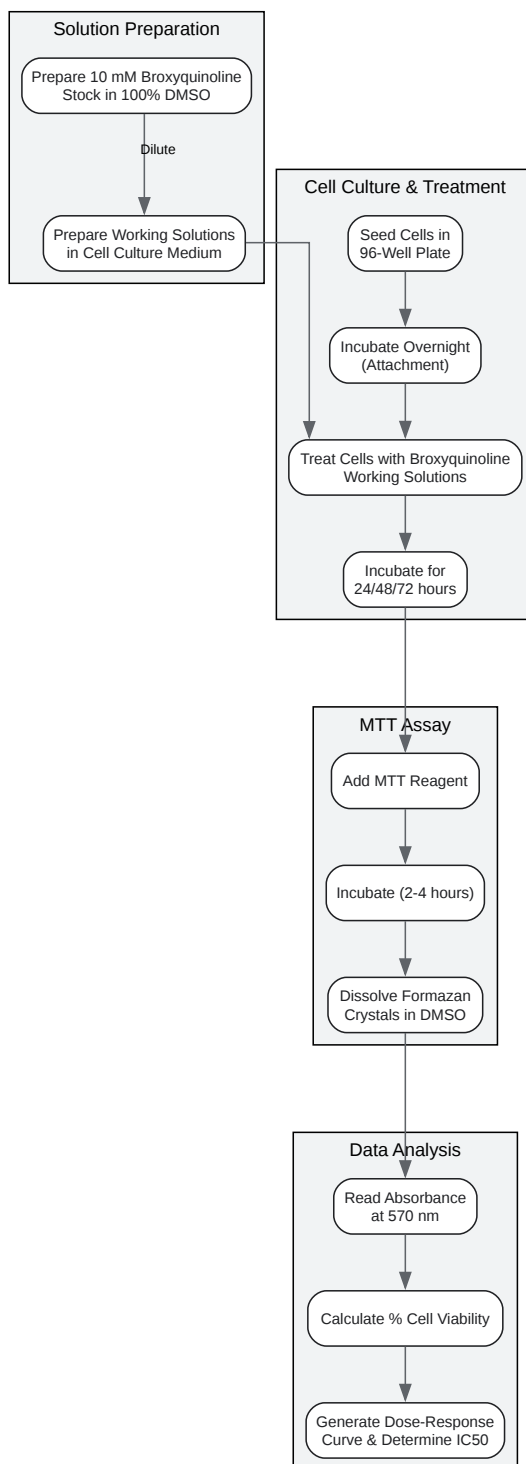 Solution Preparation
Prepare 10 mM Broxyquinoline
Stock in 100% DMSO
Dilute
Prepare Working Solutions
in Cell Culture Medium
Cell Culture & Treatment
Seed Cells in
96-Well Plate
Incubate Overnight
(Attachment)
Treat Cells with Broxyquinoline
Working Solutions
Incubate for
24/48/72 hours
MTT Assay
Add MTT Reagent
Incubate (2-4 hours)
Dissolve Formazan
Crystals in DMSO
Data Analysis
Read Absorbance
at 570 nm
Calculate % Cell Viability
Generate Dose-Response
Curve & Determine IC50